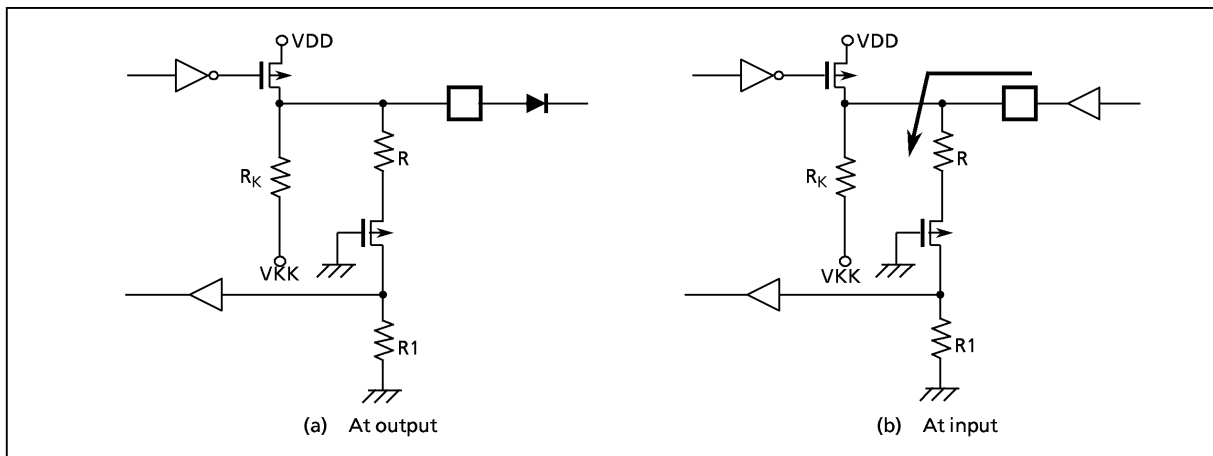 VDD
R
RK
VKK
R1
(a) At output
VDD
R
RK
VKK
R1
(b) At input